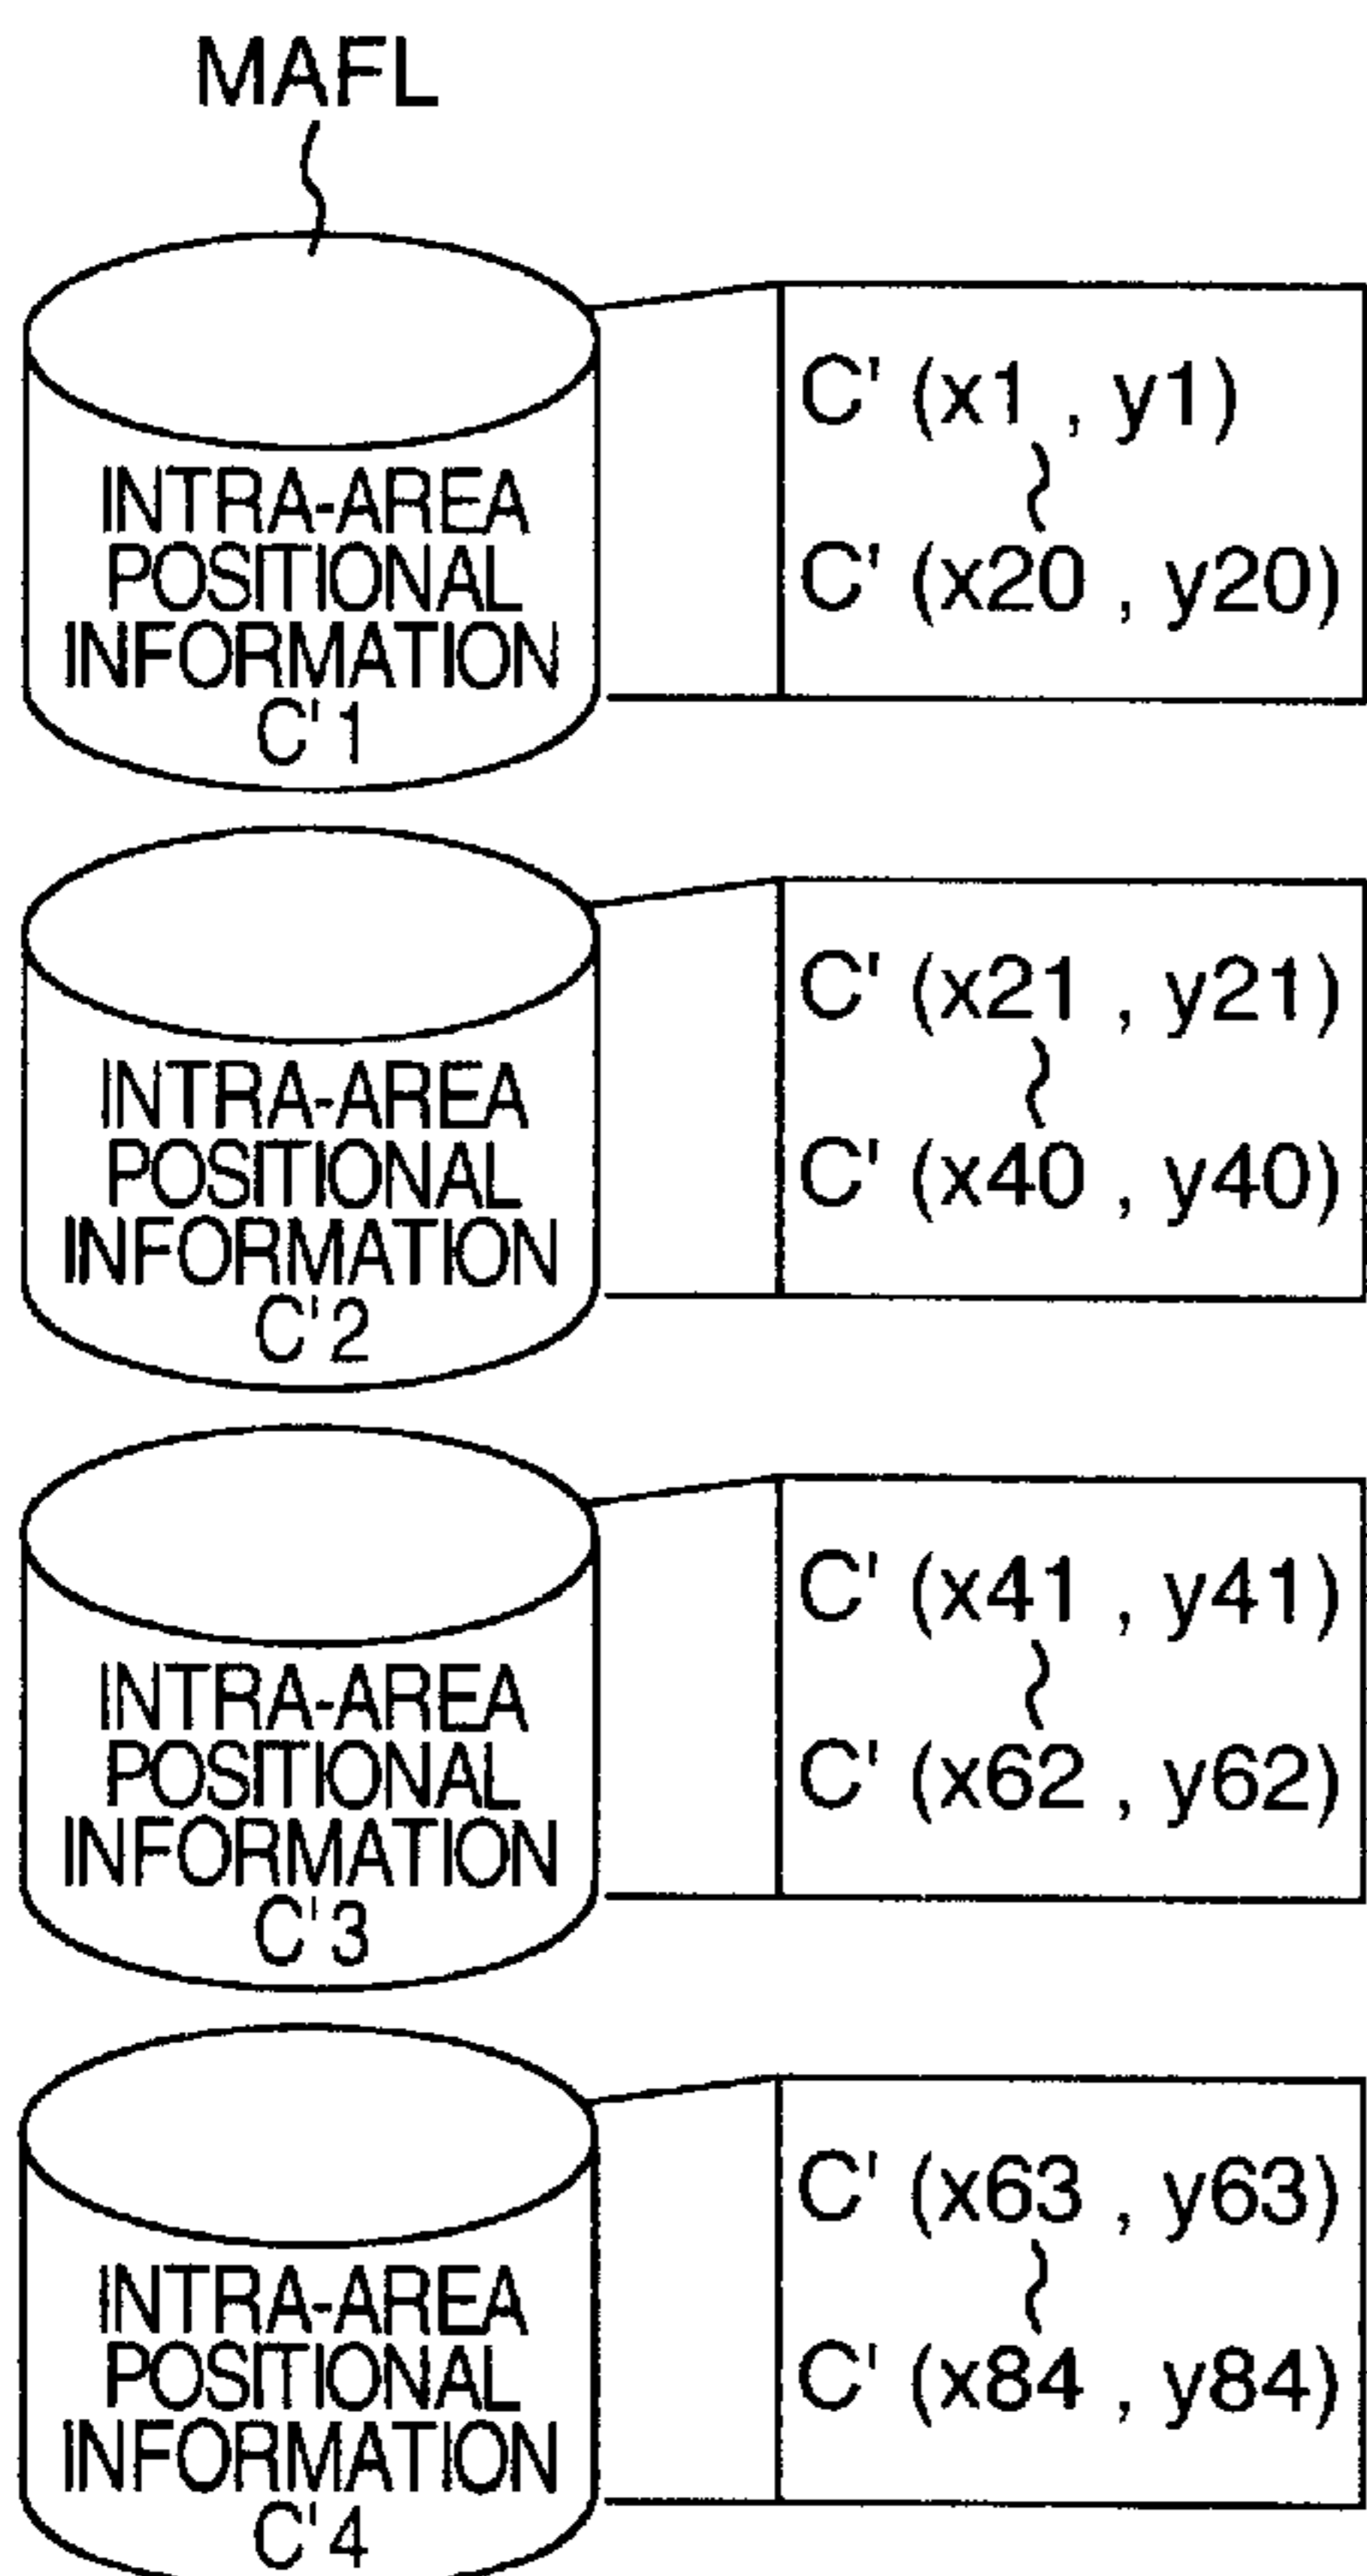 MAFL
INTRA-AREA
POSITIONAL
INFORMATION
C'1
C' (x1 , y1)
C' (x20 , y20)
INTRA-AREA
POSITIONAL
INFORMATION
C'2
C' (x21 , y21)
C' (x40 , y40)
INTRA-AREA
POSITIONAL
INFORMATION
C'3
C' (x41 , y41)
C' (x62 , y62)
INTRA-AREA
POSITIONAL
INFORMATION
C'4
C' (x63 , y63)
C' (x84 , y84)